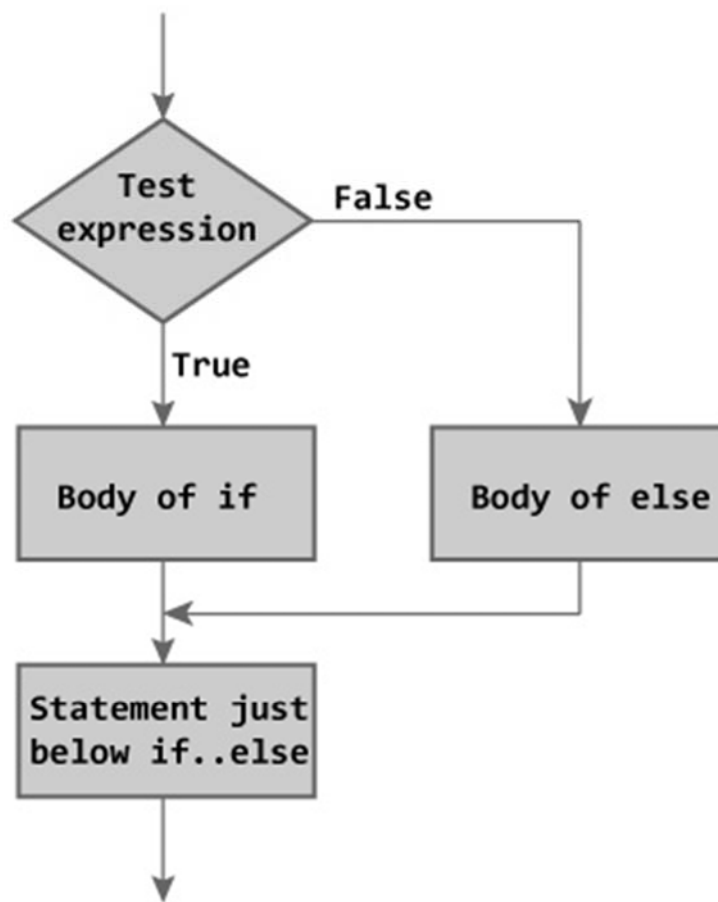 Test
expression
False
True
Body of if
Body of else
Statement just
below if..else